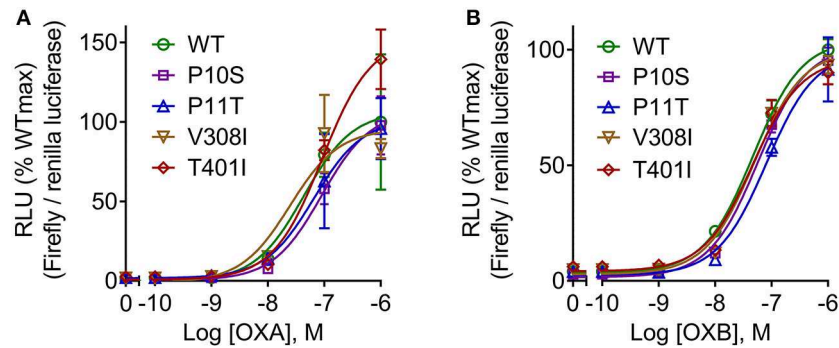 A
RLU (% WTmax)
(Firefly / renilla luciferase)
150
100
50
0
WT
P10S
P11T
V308I
T401I
0 -10 -9 -8 -7 -6
Log [OXA], M
B
RLU (% WTmax)
(Firefly / renilla luciferase)
100
50
0
WT
P10S
P11T
V308I
T401I
0 -10 -9 -8 -7 -6
Log [OXB], M